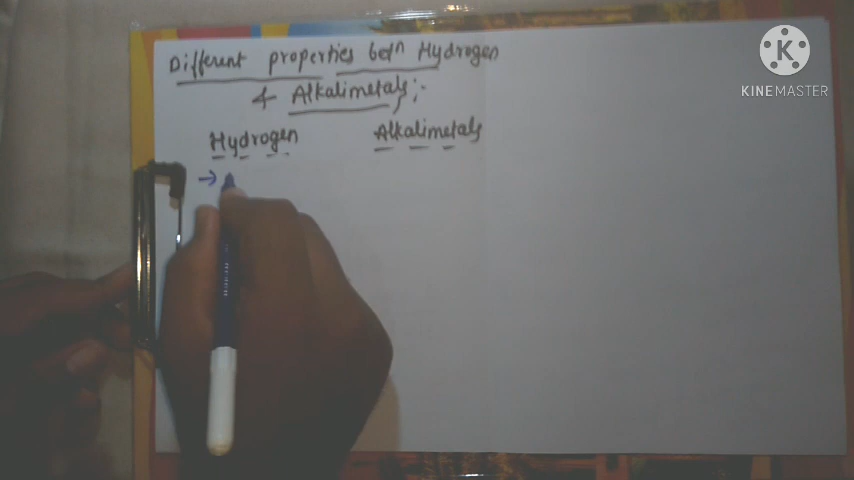 Different properties betn Hydrogen
& Alkalimetals:-
Hydrogen Alkalimetals
→
KINEMASTER